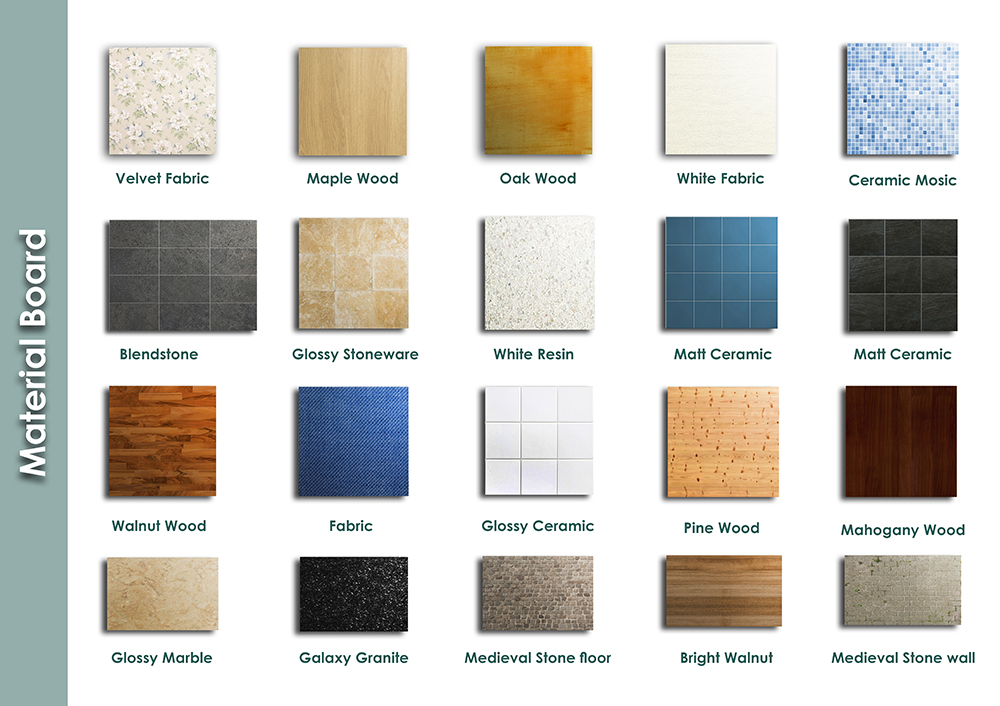 Material Board
Velvet Fabric
Maple Wood
Oak Wood
White Fabric
Ceramic Mosic
Blendstone
Glossy Stoneware
White Resin
Matt Ceramic
Matt Ceramic
Walnut Wood
Fabric
Glossy Ceramic
Pine Wood
Mahogany Wood
Glossy Marble
Galaxy Granite
Medieval Stone floor
Bright Walnut
Medieval Stone wall